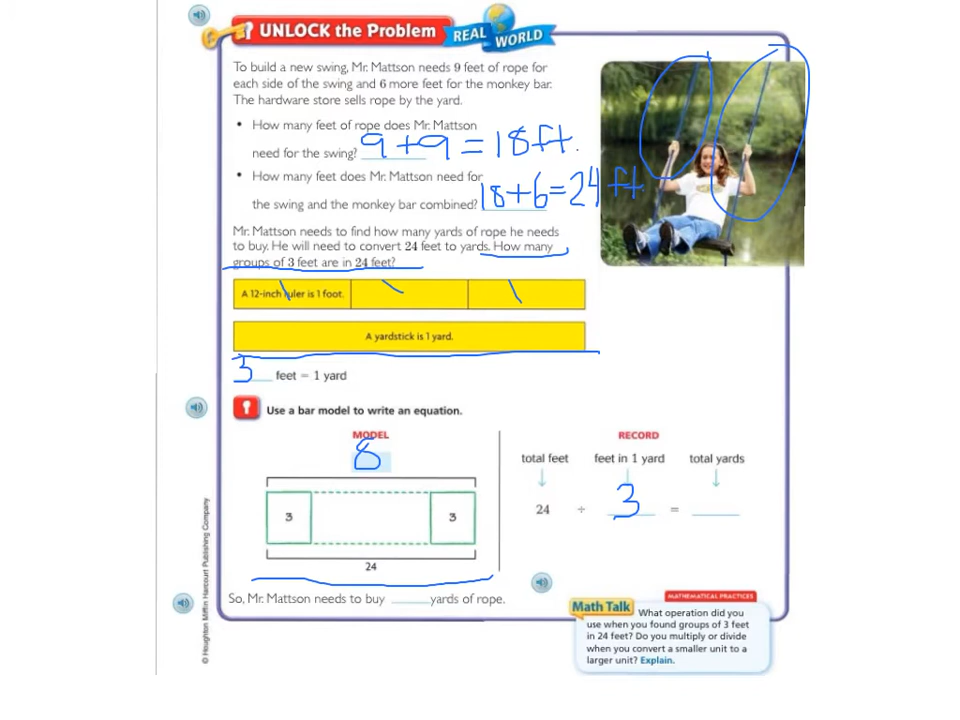 UNLOCK the Problem REAL WORLD
To build a new swing, Mr. Mattson needs 9 feet of rope for
each side of the swing and 6 more feet for the monkey bar.
The hardware store sells rope by the yard.
• How many feet of rope does Mr. Mattson
need for the swing? 9+9=18ft.
• How many feet does Mr. Mattson need for
the swing and the monkey bar combined? 18+6=24 ft
Mr. Mattson needs to find how many yards of rope he needs
to buy. He will need to convert 24 feet to yards. How many
groups of 3 feet are in 24 feet?
A 12-inch ruler is 1 foot.
A yardstick is 1 yard.
3 feet = 1 yard
Use a bar model to write an equation.
MODEL
8
3 3
24
RECORD
total feet feet in 1 yard total yards
24 ÷ 3 = ____
So, Mr. Mattson needs to buy ____ yards of rope.
MATHEMATICAL PRACTICES
Math Talk What operation did you
use when you found groups of 3 feet
in 24 feet? Do you multiply or divide
when you convert a smaller unit to a
larger unit? Explain.
© Houghton Mifflin Harcourt Publishing Company